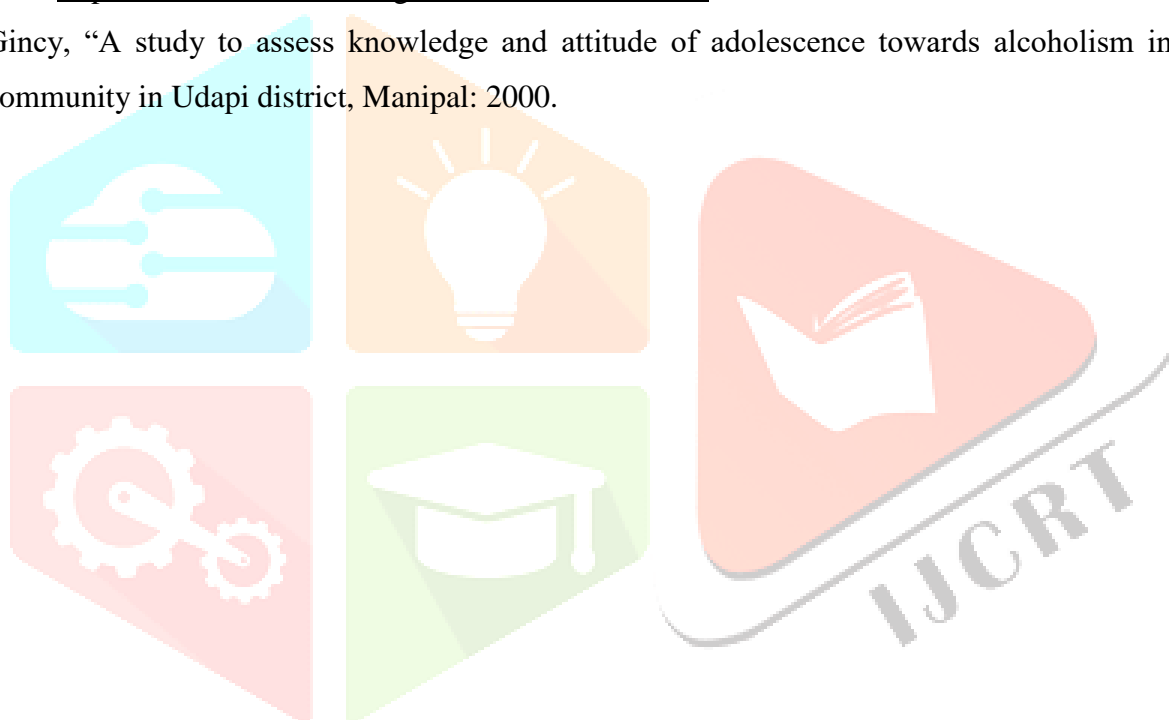 Gincy, “A study to assess knowledge and attitude of adolescence towards alcoholism in
community in Udapi district, Manipal: 2000.
IJCRT